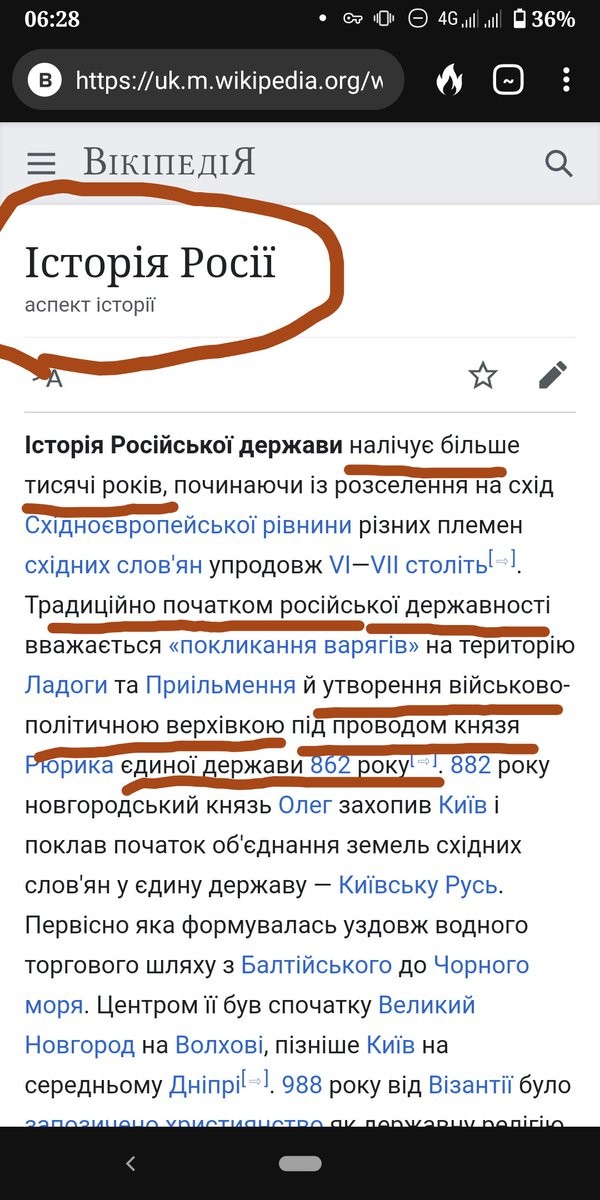 06:28
4G
36%
B
https://uk.m.wikipedia.org/w
ВікіпедіЯ
Історія Росії
аспект історії
A
Історія Російської держави налічує більше
тисячі років, починаючи із розселення на схід
Східноєвропейської рівнини різних племен
східних слов'ян упродовж VI—VII століть[⇨].
Традиційно початком російської державності
вважається «покликання варягів» на територію
Ладоги та Приільмення й утворення військово-
політичною верхівкою під проводом князя
Рюрика єдиної держави 862 року[⇨]. 882 року
новгородський князь Олег захопив Київ і
поклав початок об'єднання земель східних
слов'ян у єдину державу — Київську Русь.
Первісно яка формувалась уздовж водного
торгового шляху з Балтійського до Чорного
моря. Центром її був спочатку Великий
Новгород на Волхові, пізніше Київ на
середньому Дніпрі[⇨]. 988 року від Візантії було
запозичено християнство як державну релігію